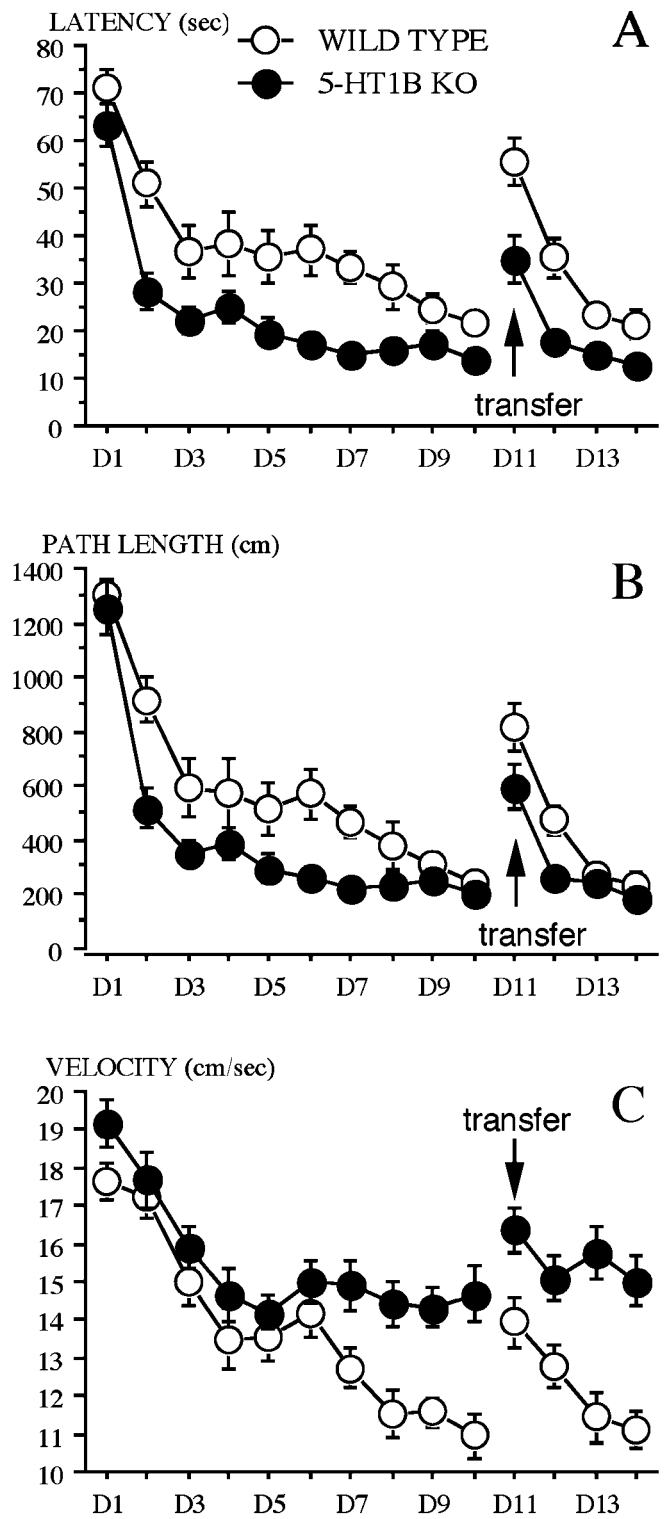 LATENCY (sec)
WILD TYPE
A
5-HT1B KO
80
70
60
50
40
30
20
10
0
transfer
D1 D3 D5 D7 D9 D11 D13
PATH LENGTH (cm)
B
1400
1200
1000
800
600
400
200
0
transfer
D1 D3 D5 D7 D9 D11 D13
VELOCITY (cm/sec)
C
transfer
20
19
18
17
16
15
14
13
12
11
10
D1 D3 D5 D7 D9 D11 D13